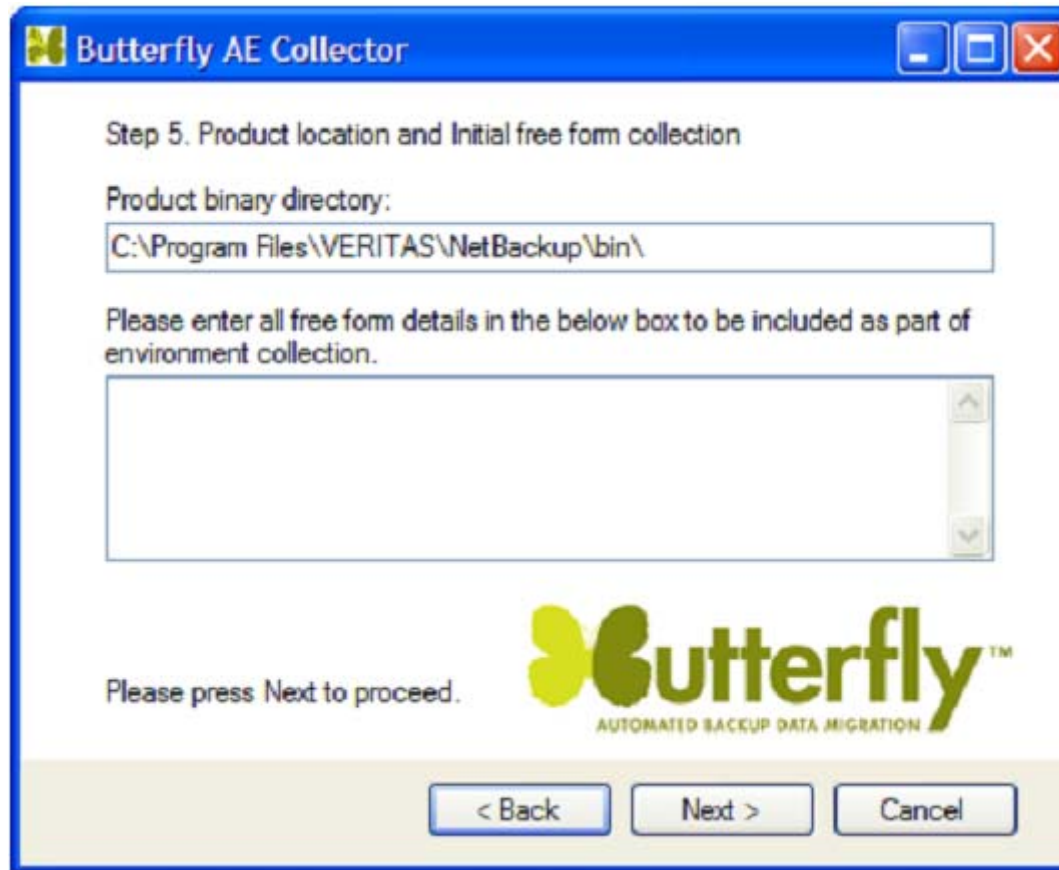 Butterfly AE Collector
Step 5. Product location and Initial free form collection
Product binary directory:
C:\Program Files\VERITAS\NetBackup\bin\
Please enter all free form details in the below box to be included as part of
environment collection.
Butterfly™
AUTOMATED BACKUP DATA MIGRATION
Please press Next to proceed.
< Back
Next >
Cancel